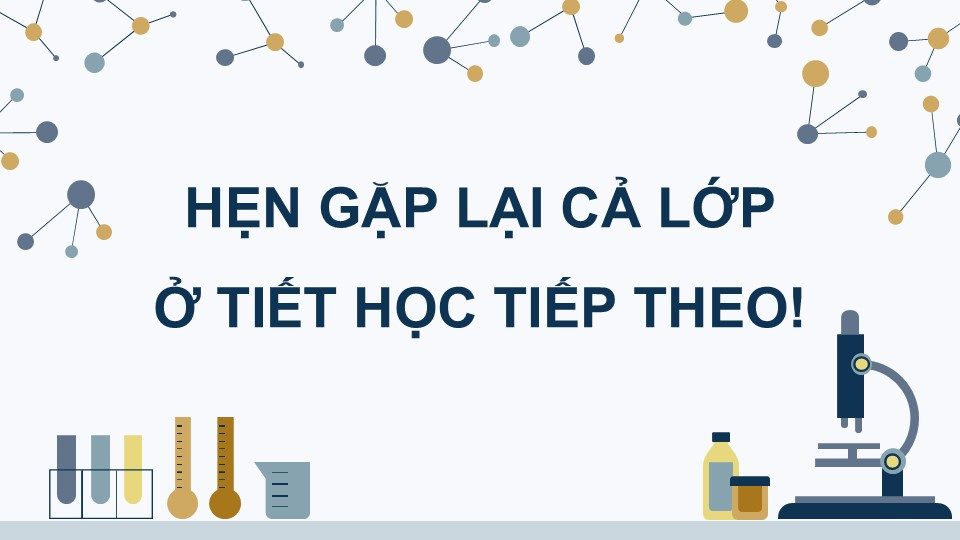 HẸN GẶP LẠI CẢ LỚP
Ở TIẾT HỌC TIẾP THEO!